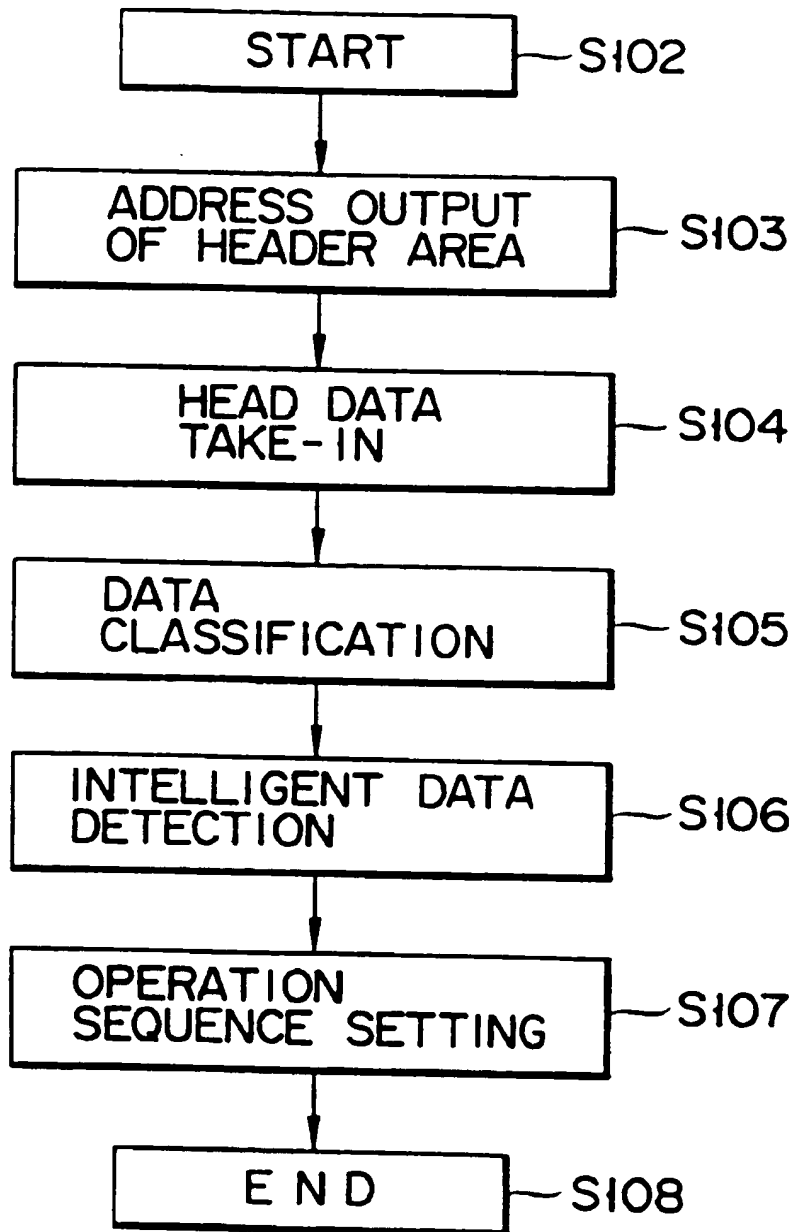 START
S102
ADDRESS OUTPUT
OF HEADER AREA
S103
HEAD DATA
TAKE-IN
S104
DATA
CLASSIFICATION
S105
INTELLIGENT DATA
DETECTION
S106
OPERATION
SEQUENCE SETTING
S107
END
S108